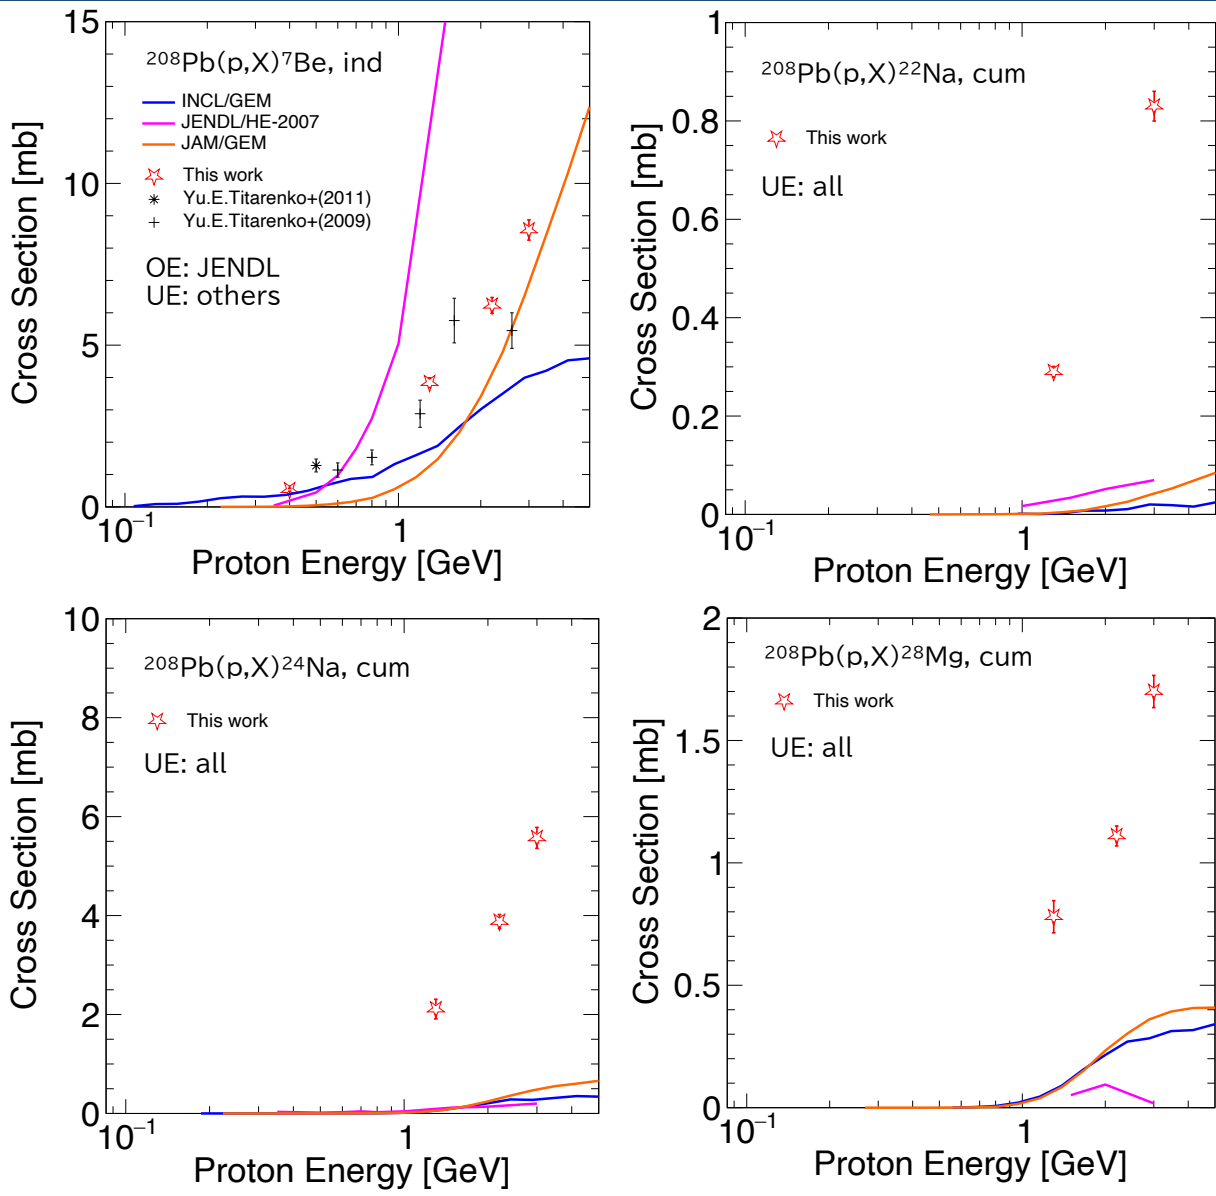 15
10
5
0
10⁻¹
1
Cross Section [mb]
Proton Energy [GeV]
²⁰⁸Pb(p,X)⁷Be, ind
INCL/GEM
JENDL/HE-2007
JAM/GEM
This work
Yu.E.Titarenko+(2011)
Yu.E.Titarenko+(2009)
OE: JENDL
UE: others
1
0.8
0.6
0.4
0.2
0
10⁻¹
1
Cross Section [mb]
Proton Energy [GeV]
²⁰⁸Pb(p,X)²²Na, cum
This work
UE: all
10
8
6
4
2
0
10⁻¹
1
Cross Section [mb]
Proton Energy [GeV]
²⁰⁸Pb(p,X)²⁴Na, cum
This work
UE: all
2
1.5
1
0.5
0
10⁻¹
1
Cross Section [mb]
Proton Energy [GeV]
²⁰⁸Pb(p,X)²⁸Mg, cum
This work
UE: all